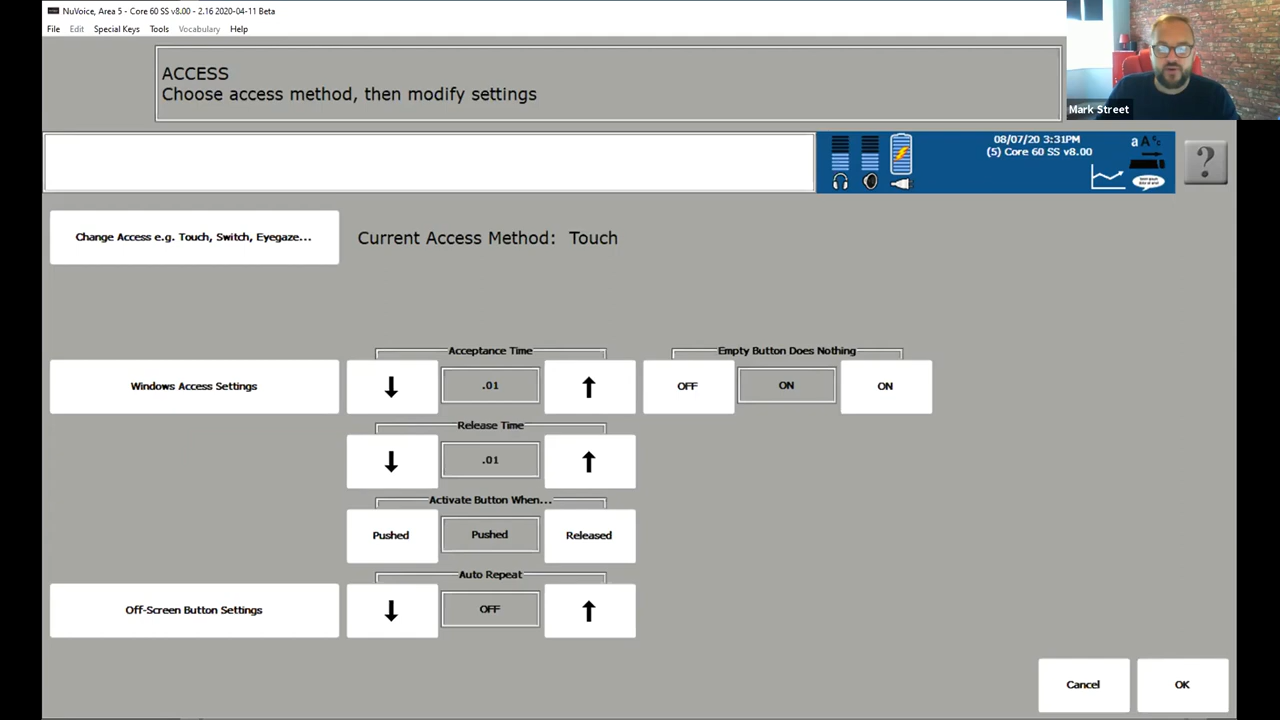 NuVoice, Area 5 - Core 60 SS v8.00 - 2.16 2020-04-11 Beta
File Edit Special Keys Tools Vocabulary Help
ACCESS
Choose access method, then modify settings
Mark Street
08/07/20 3:31PM
(5) Core 60 SS v8.00
?
Change Access e.g. Touch, Switch, Eyegaze...
Current Access Method: Touch
Acceptance Time
Empty Button Does Nothing
Windows Access Settings
.01
OFF
ON
ON
Release Time
.01
Activate Button When...
Pushed
Pushed
Released
Auto Repeat
Off-Screen Button Settings
OFF
Cancel
OK